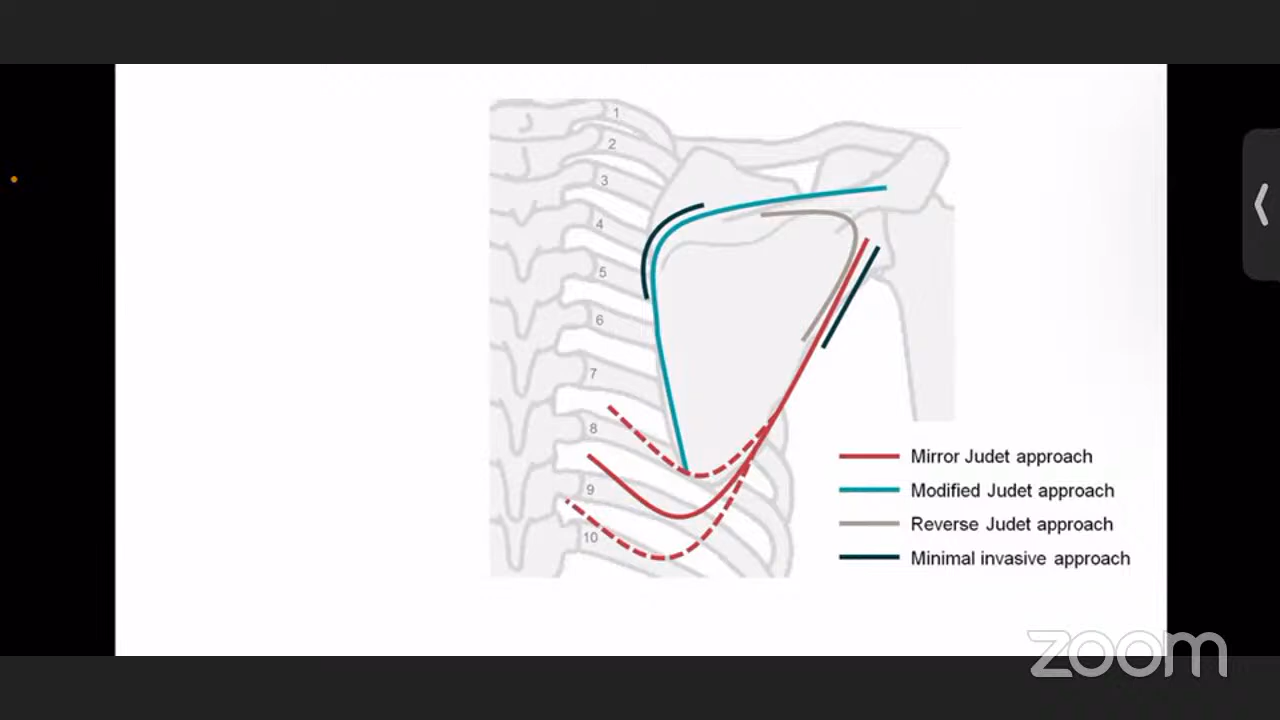 1
2
3
4
5
6
7
8
9
10
Mirror Judet approach
Modified Judet approach
Reverse Judet approach
Minimal invasive approach
zoom